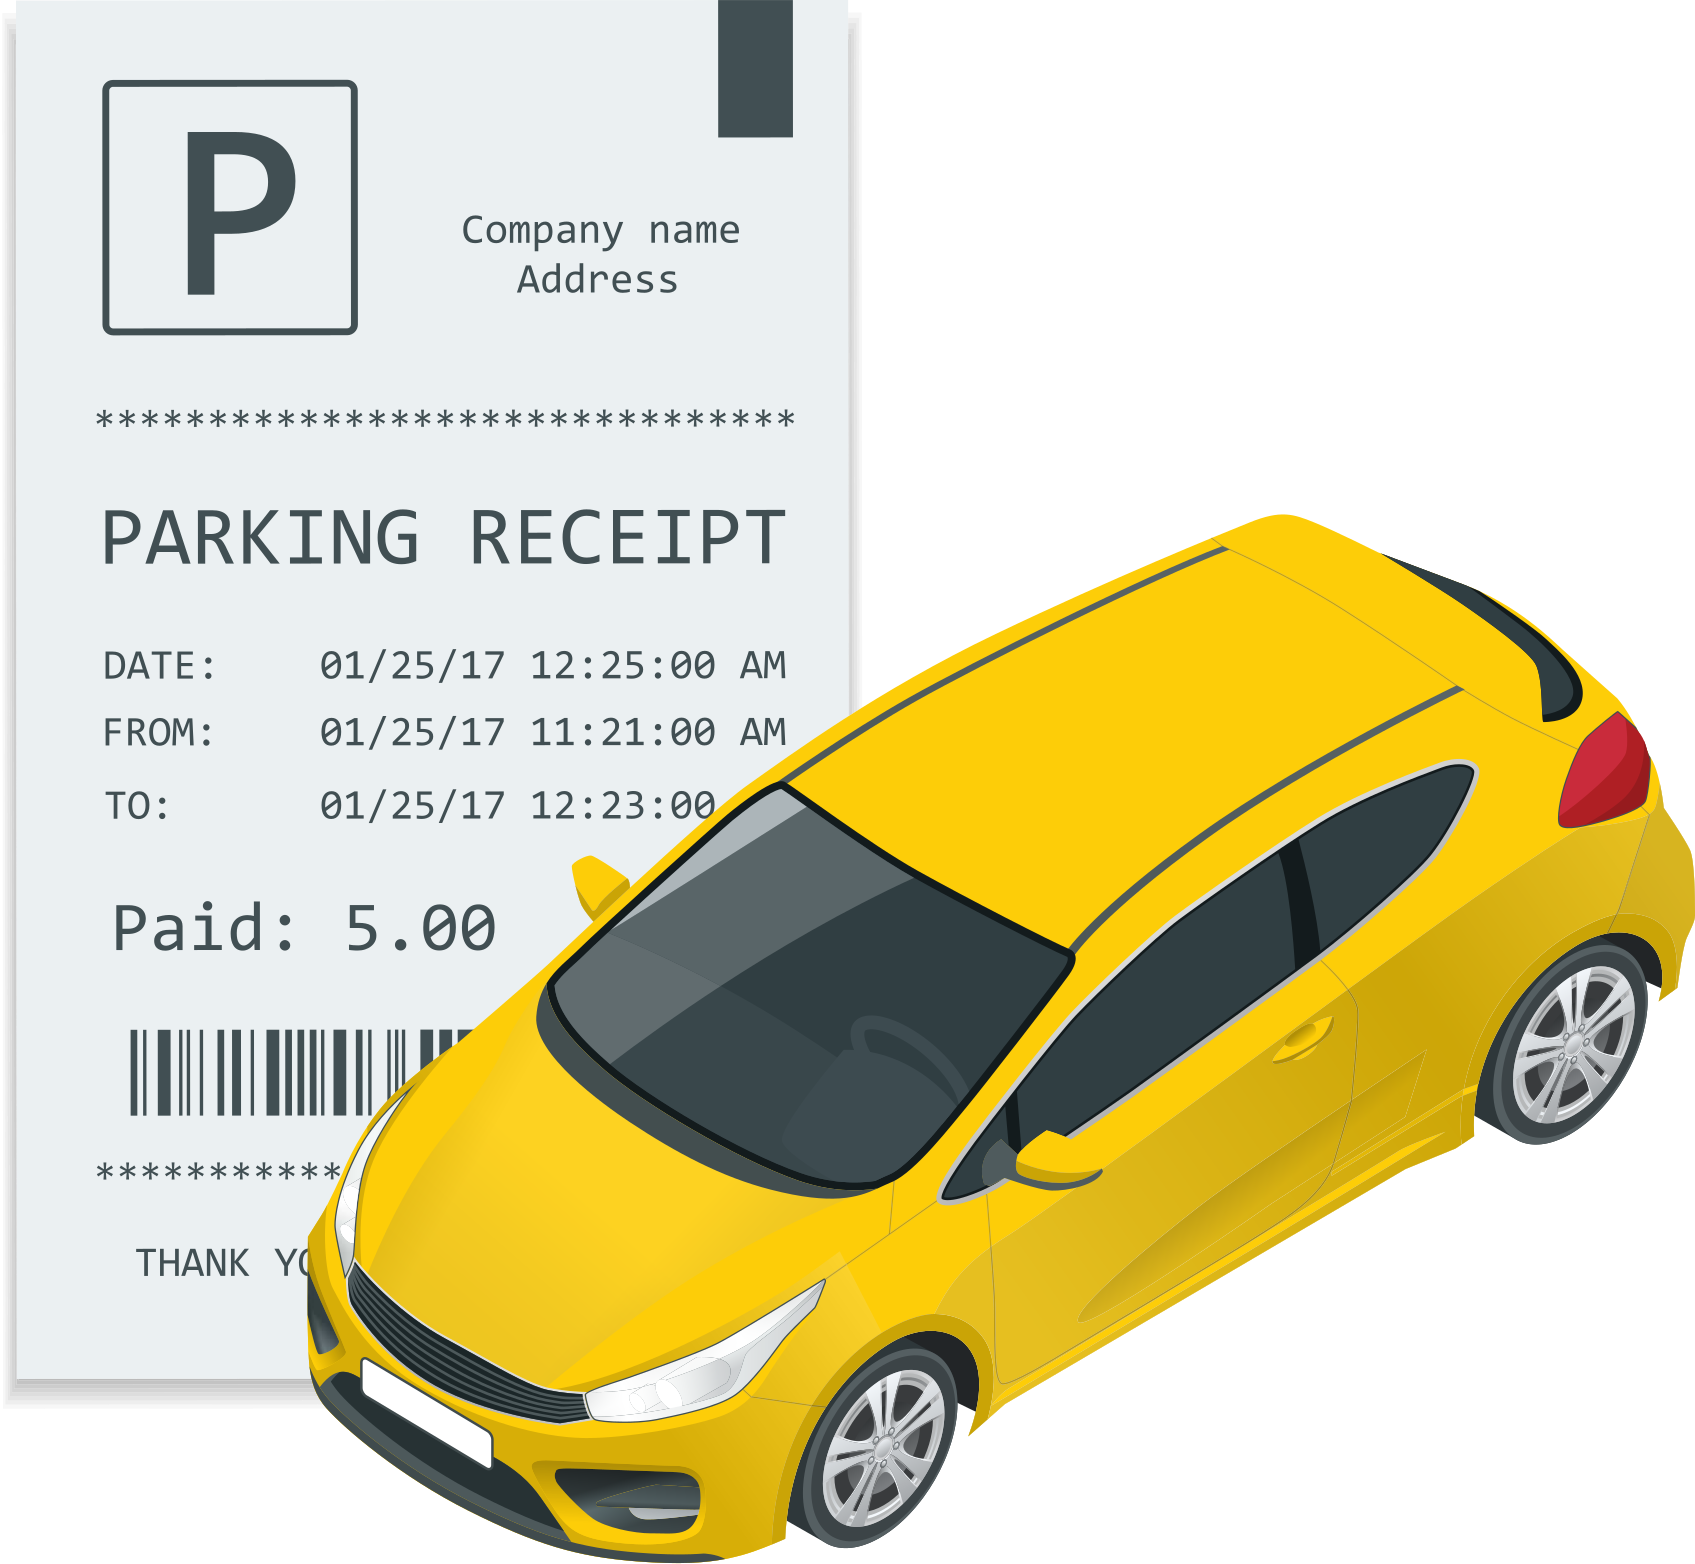 P
Company name
Address
*******************************
PARKING RECEIPT
DATE: 01/25/17 12:25:00 AM
FROM: 01/25/17 11:21:00 AM
TO: 01/25/17 12:23:00
Paid: 5.00
***********
THANK